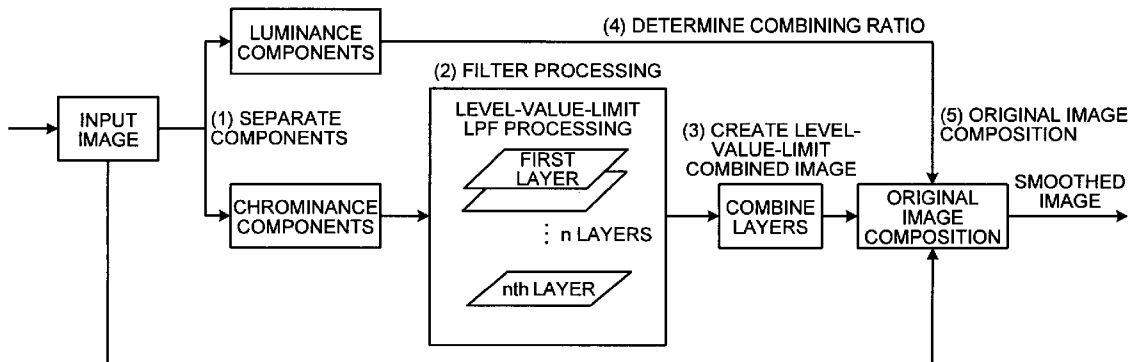 INPUT
IMAGE
(1) SEPARATE
COMPONENTS
LUMINANCE
COMPONENTS
CHROMINANCE
COMPONENTS
(2) FILTER PROCESSING
LEVEL-VALUE-LIMIT
LPF PROCESSING
FIRST
LAYER
⋮ n LAYERS
nth LAYER
(3) CREATE LEVEL-
VALUE-LIMIT
COMBINED IMAGE
COMBINE
LAYERS
(4) DETERMINE COMBINING RATIO
(5) ORIGINAL IMAGE
COMPOSITION
ORIGINAL
IMAGE
COMPOSITION
SMOOTHED
IMAGE